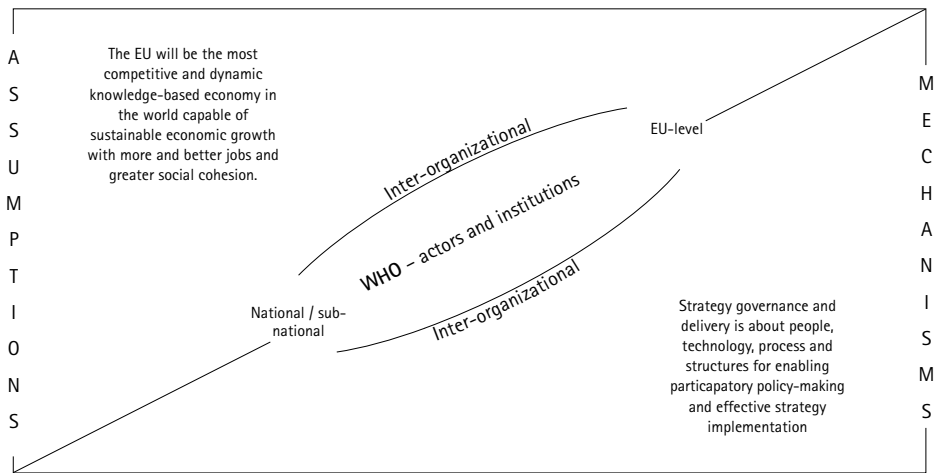 ASSUMPTIONS
The EU will be the most
competitive and dynamic
knowledge-based economy in
the world capable of
sustainable economic growth
with more and better jobs and
greater social cohesion.
Inter-organizational
EU-level
WHO – actors and institutions
National / sub-
national
Inter-organizational
Strategy governance and
delivery is about people,
technology, process and
structures for enabling
particapatory policy-making
and effective strategy
implementation
MECHANISMS